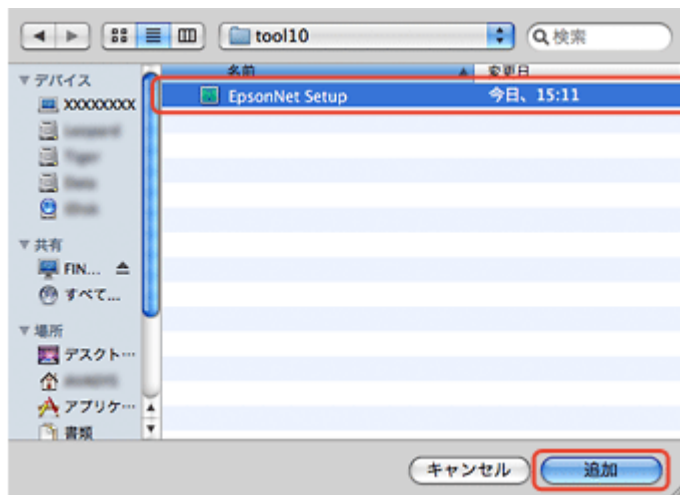 tool10
検索
名前
変更日
EpsonNet Setup
今日、15:11
デバイス
XXXXXXXX
共有
FIN...
すべて...
場所
デスクト…
アプリケ…
書類
キャンセル
追加